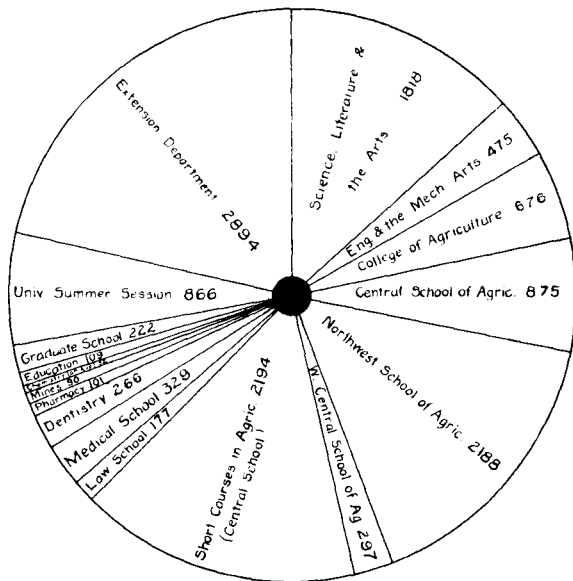 Science, Literature &
the Arts 1818
Eng. & the Mech Arts 475
College of Agriculture 676
Central School of Agric. 875
Northwest School of Agric 2188
W. Central School of Ag 297
Short Courses in Agric 2194
(Central School)
Law School 177
Medical School 328
Dentistry 266
Pharmacy 101
Mines 90
Education 109
Graduate School 222
Univ Summer Session 866
Extension Department 2894